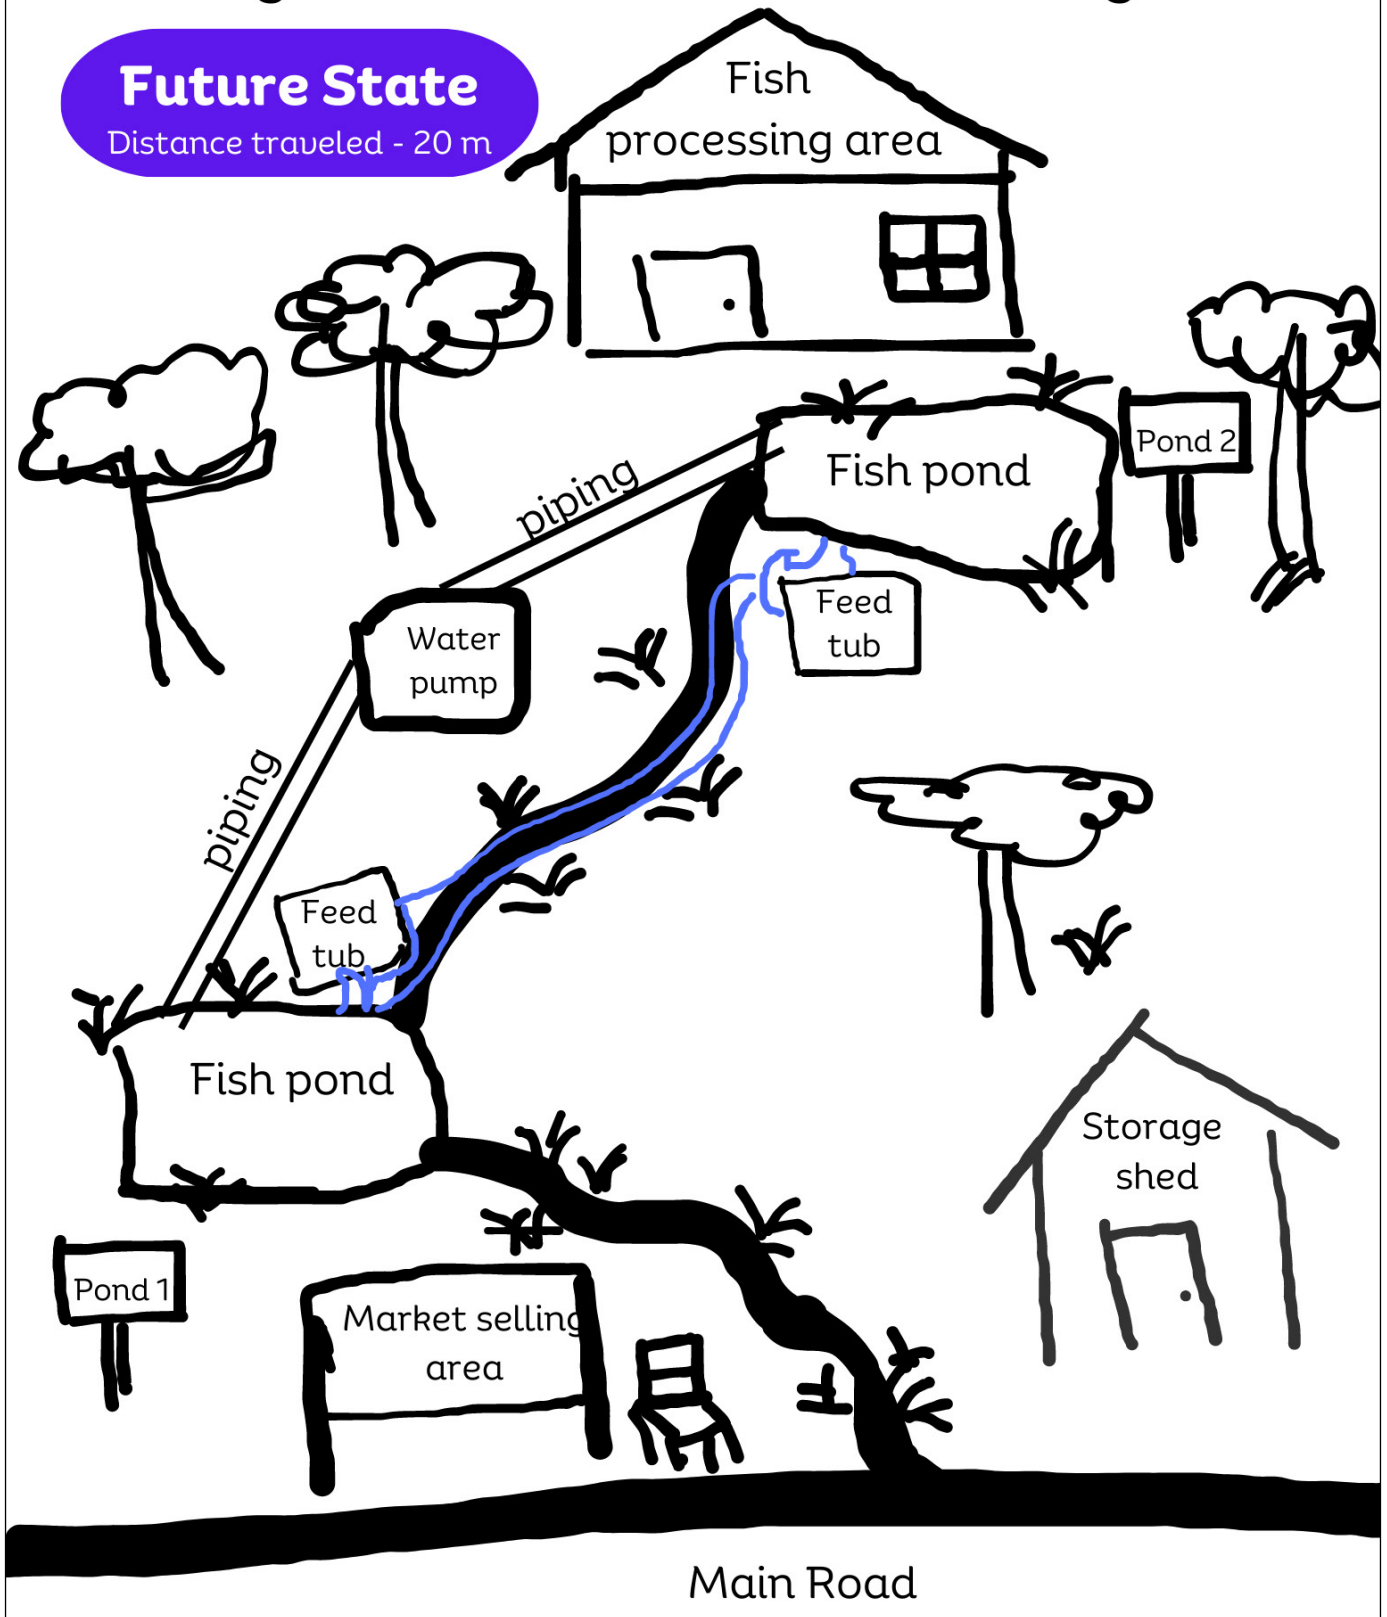 Future State
Distance traveled - 20 m
Fish
processing area
Pond 2
Fish pond
piping
Feed
tub
Water
pump
piping
Feed
tub
Fish pond
Storage
shed
Pond 1
Market selling
area
Main Road